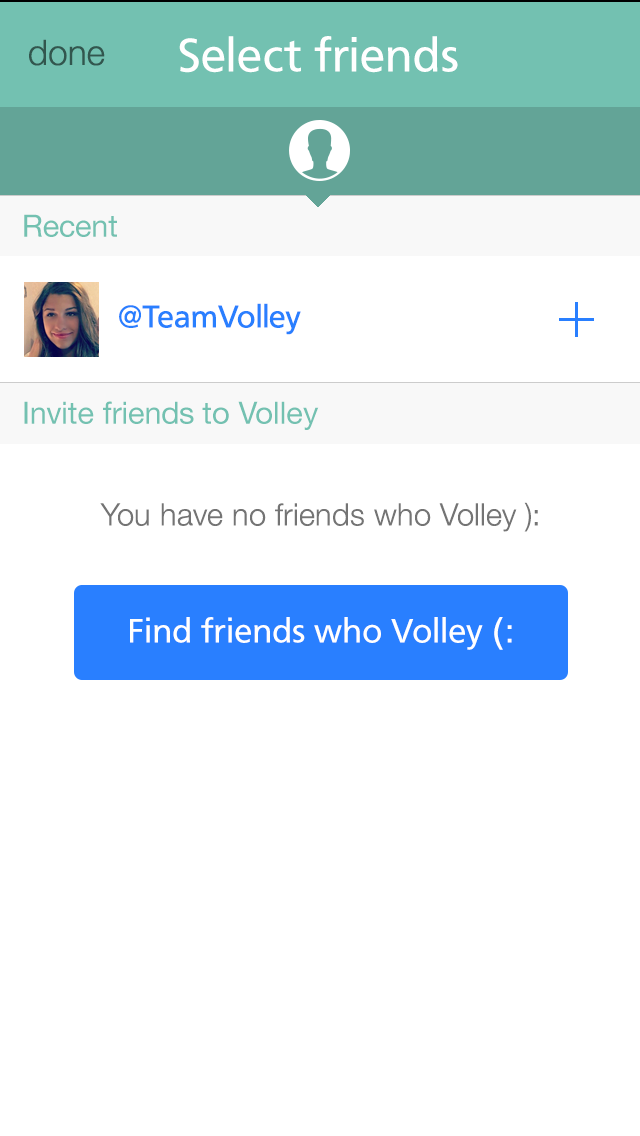 done
Select friends
Recent
@TeamVolley
Invite friends to Volley
You have no friends who Volley ):
Find friends who Volley (: